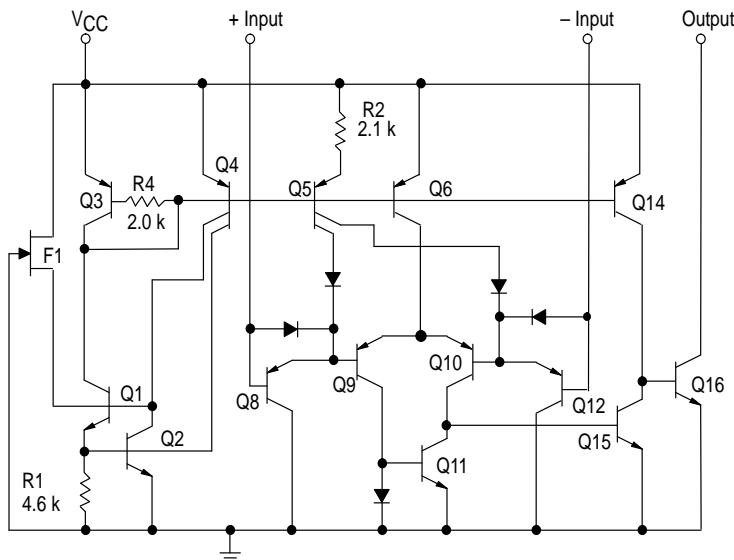 VCC
+ Input
– Input
Output
R2
2.1 k
Q4
R4
Q5
Q6
Q3
2.0 k
Q14
F1
Q1
Q8
Q9
Q10
Q12
Q16
Q2
Q15
Q11
R1
4.6 k